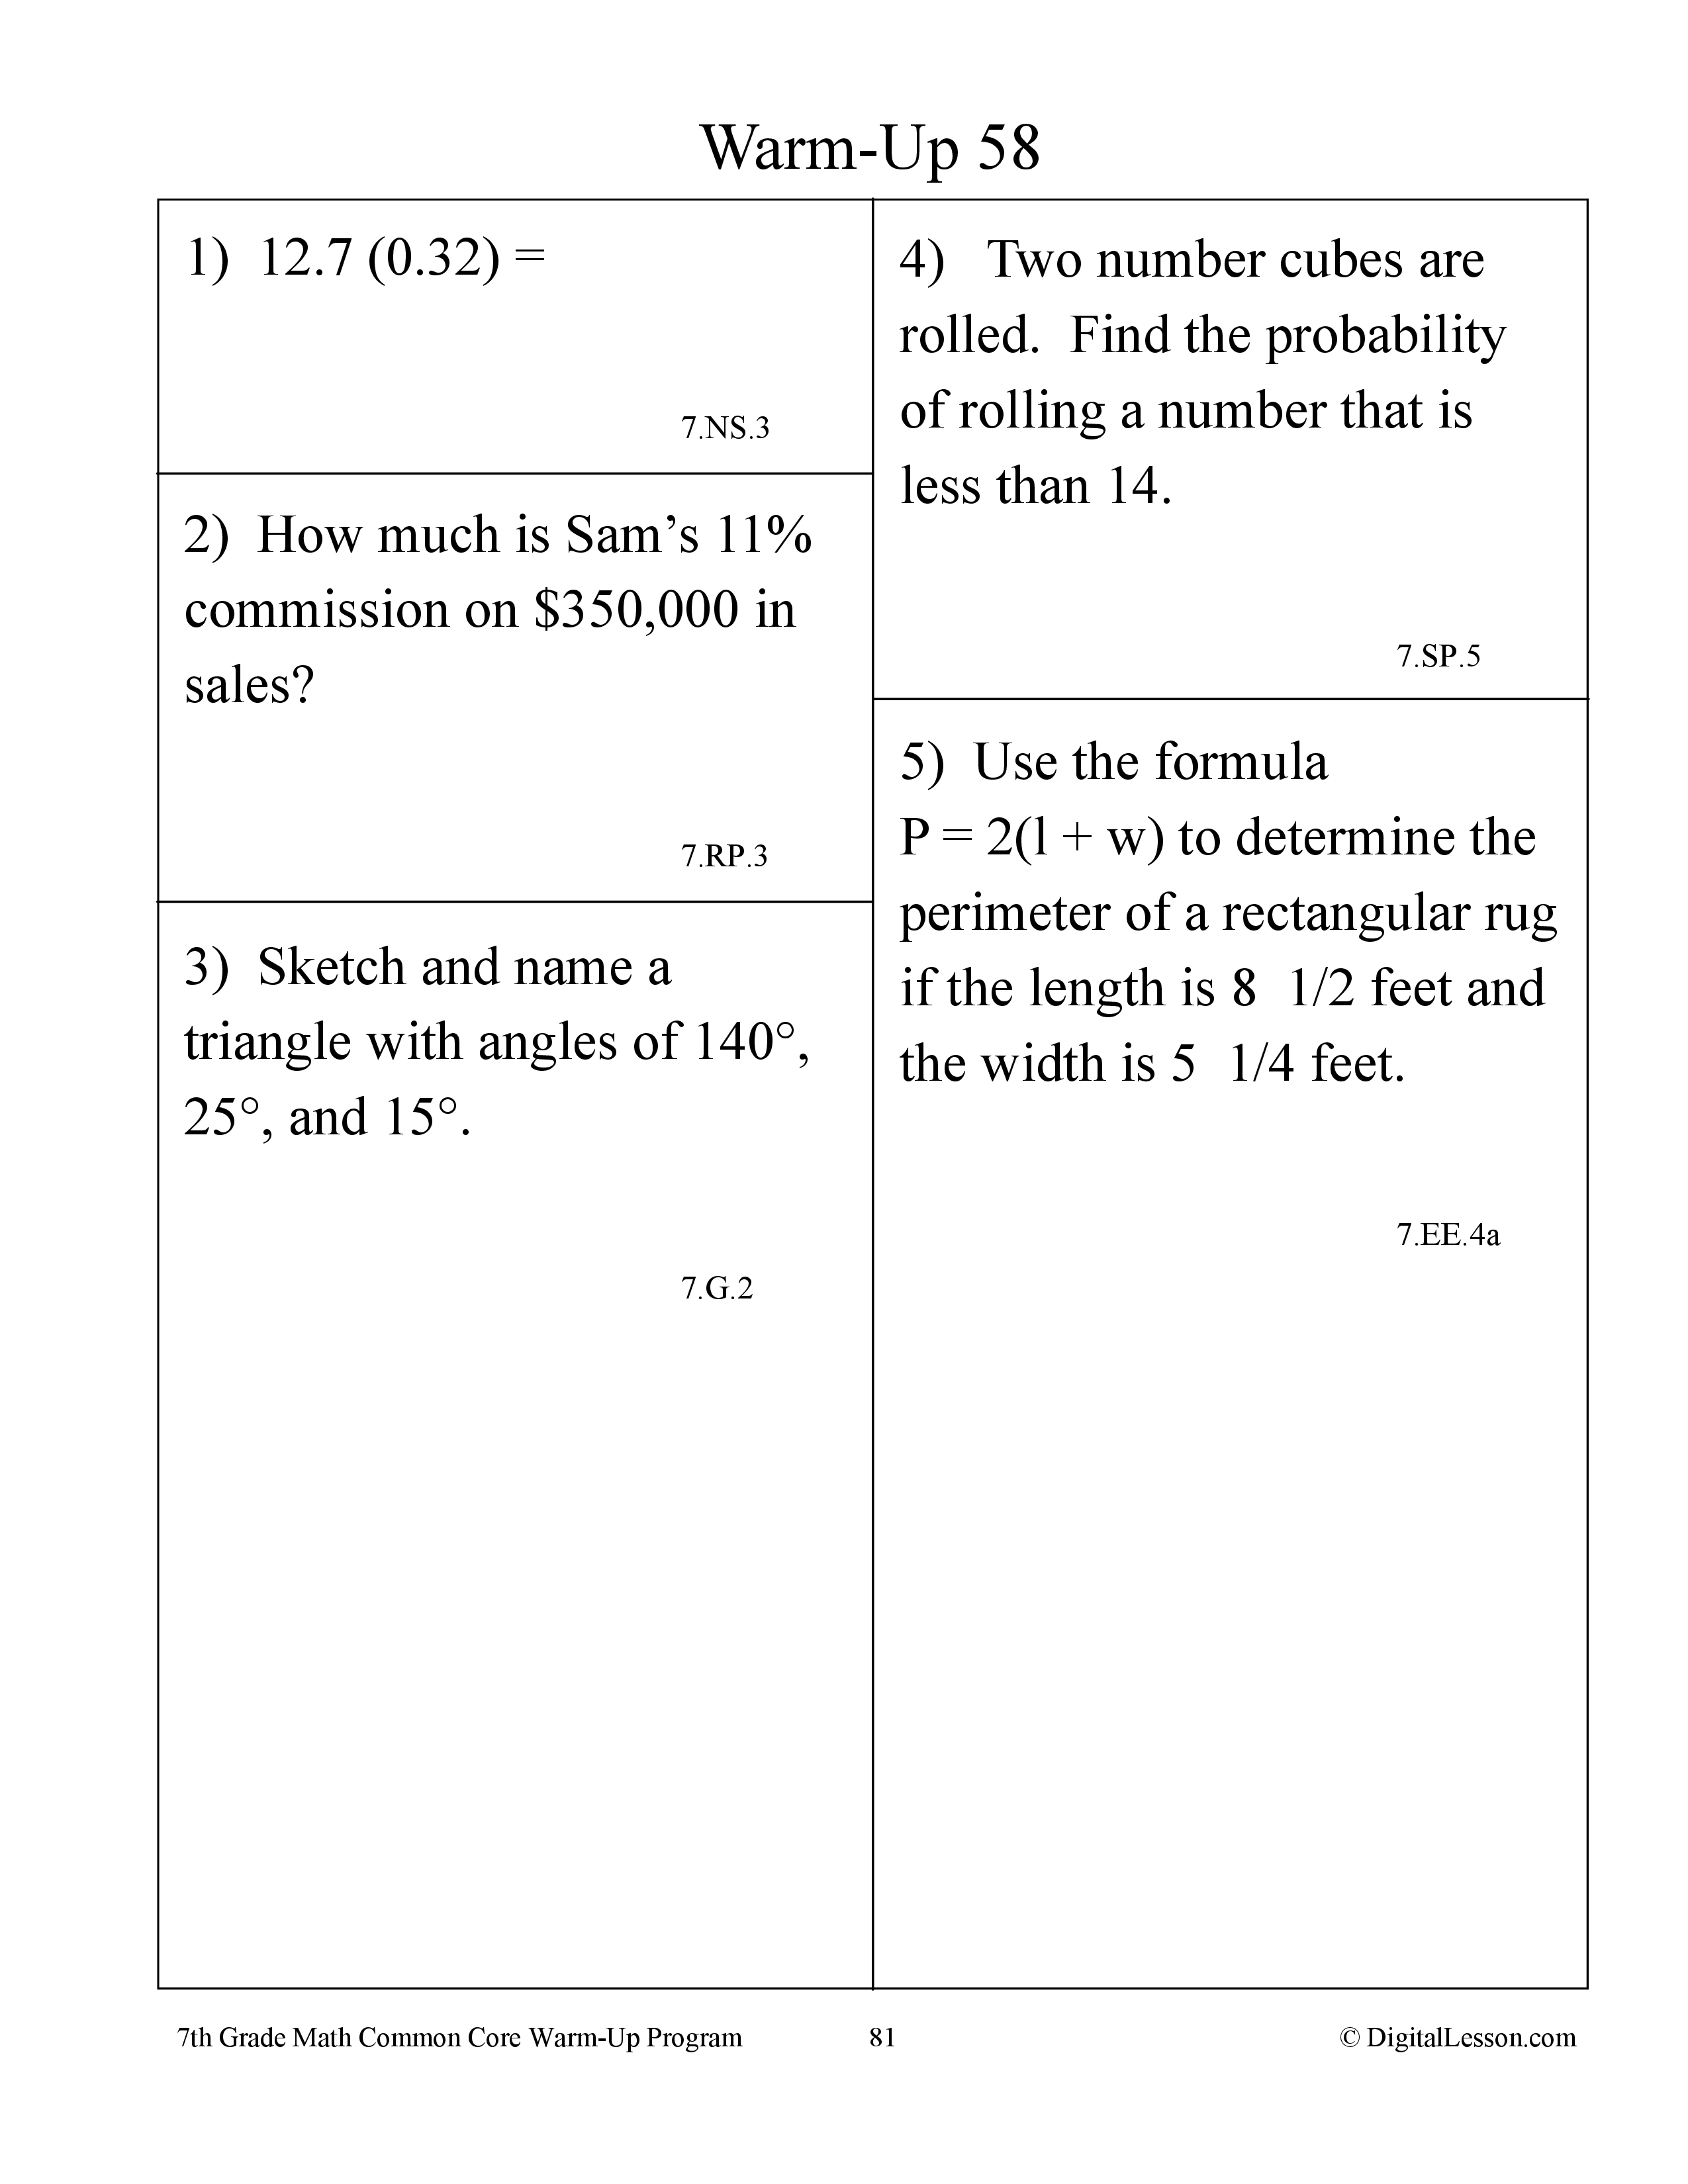 Warm-Up 58
1)  12.7 (0.32) =
7.NS.3
2)  How much is Sam’s 11%
commission on $350,000 in
sales?
7.RP.3
3)  Sketch and name a
triangle with angles of 140°,
25°, and 15°.
7.G.2
4)   Two number cubes are
rolled.  Find the probability
of rolling a number that is
less than 14.
7.SP.5
5)  Use the formula
P = 2(l + w) to determine the
perimeter of a rectangular rug
if the length is 8  1/2 feet and
the width is 5  1/4 feet.
7.EE.4a
7th Grade Math Common Core Warm-Up Program
81
© DigitalLesson.com